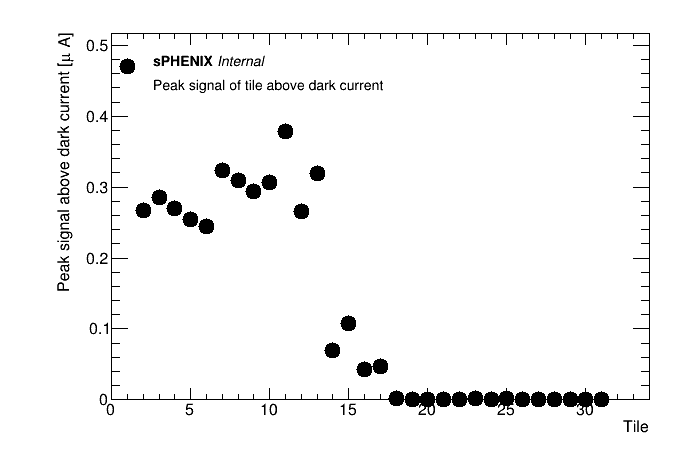 sPHENIX Internal
Peak signal of tile above dark current
Peak signal above dark current [μ A]
0.5
0.4
0.3
0.2
0.1
0
0 5 10 15 20 25 30
Tile